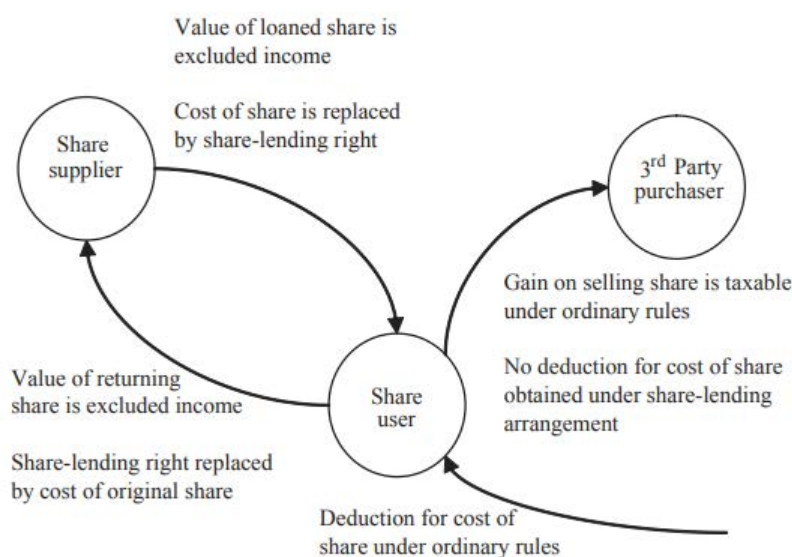 Value of loaned share is
excluded income
Cost of share is replaced
by share-lending right
Share
supplier
3rd Party
purchaser
Gain on selling share is taxable
under ordinary rules
No deduction for cost of share
obtained under share-lending
arrangement
Value of returning
share is excluded income
Share
user
Share-lending right replaced
by cost of original share
Deduction for cost of
share under ordinary rules